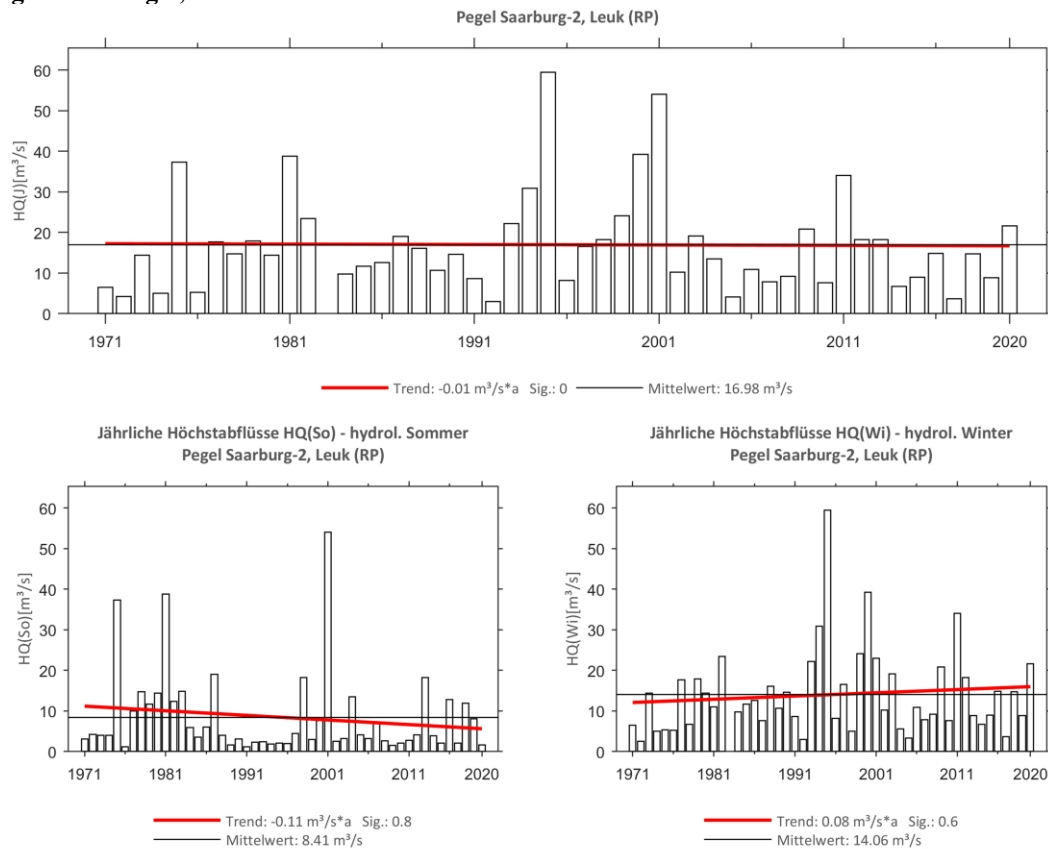 Pegel Saarburg-2, Leuk (RP)
HQ(J)[m³/s]
60
50
40
30
20
10
0
1971
1981
1991
2001
2011
2020
Trend: -0.01 m³/s*a Sig.: 0
Mittelwert: 16.98 m³/s
Jährliche Höchstabflüsse HQ(So) - hydrol. Sommer
Pegel Saarburg-2, Leuk (RP)
HQ(So)[m³/s]
60
50
40
30
20
10
0
1971
1981
1991
2001
2011
2020
Trend: -0.11 m³/s*a Sig.: 0.8
Mittelwert: 8.41 m³/s
Jährliche Höchstabflüsse HQ(Wi) - hydrol. Winter
Pegel Saarburg-2, Leuk (RP)
HQ(Wi)[m³/s]
60
50
40
30
20
10
0
1971
1981
1991
2001
2011
2020
Trend: 0.08 m³/s*a Sig.: 0.6
Mittelwert: 14.06 m³/s